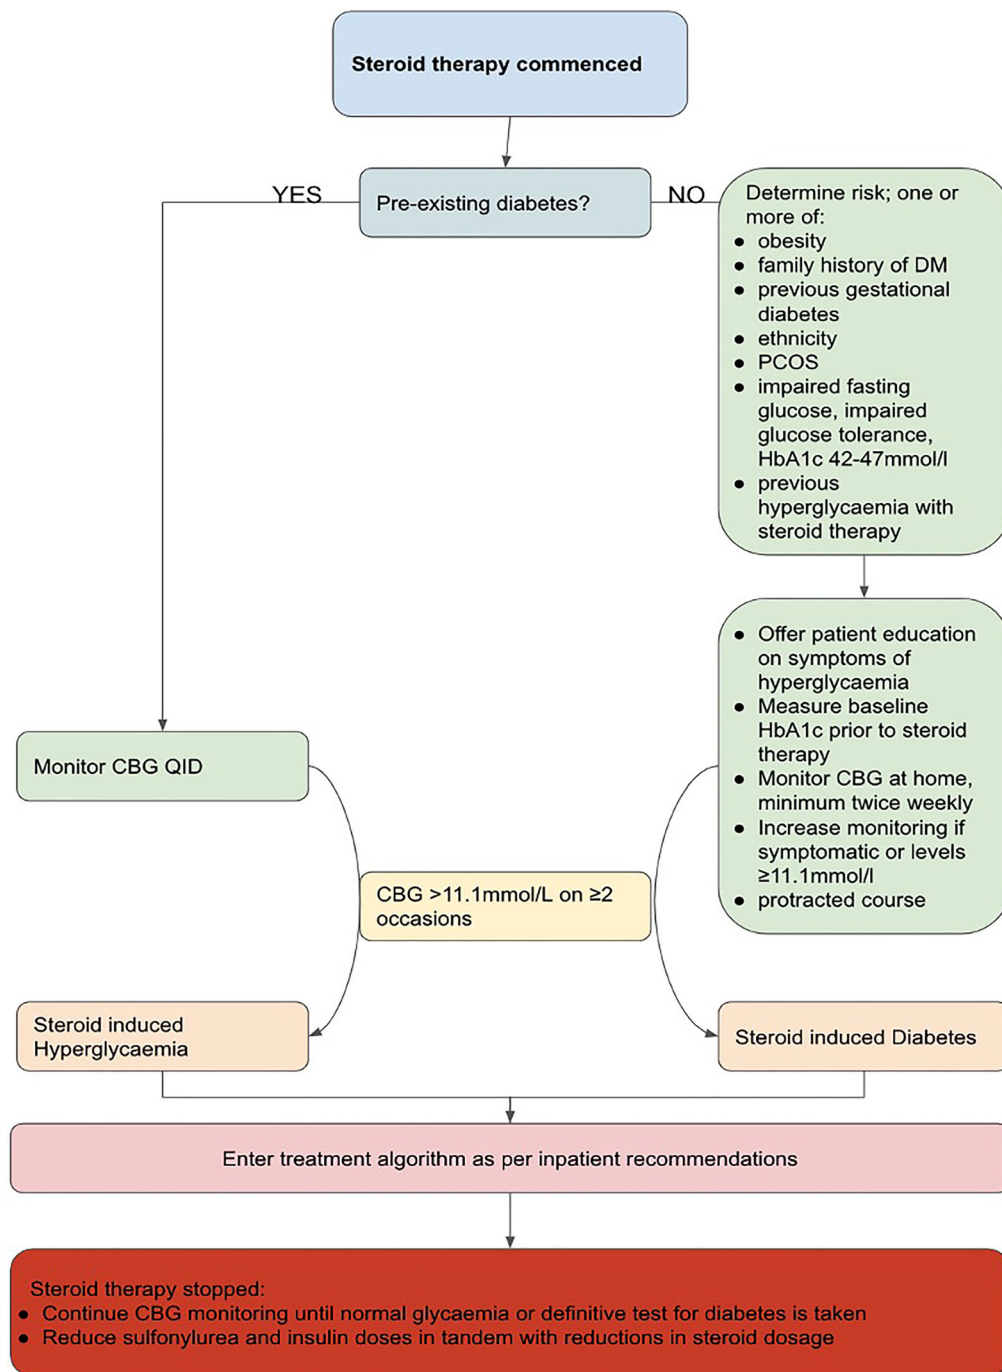 Steroid therapy commenced
YES
Pre-existing diabetes?
NO
Determine risk; one or
more of:
● obesity
● family history of DM
● previous gestational
diabetes
● ethnicity
● PCOS
● impaired fasting
glucose, impaired
glucose tolerance,
HbA1c 42-47mmol/l
● previous
hyperglycaemia with
steroid therapy
● Offer patient education
on symptoms of
hyperglycaemia
● Measure baseline
HbA1c prior to steroid
therapy
● Monitor CBG at home,
minimum twice weekly
● Increase monitoring if
symptomatic or levels
≥11.1mmol/l
● protracted course
Monitor CBG QID
CBG >11.1mmol/L on ≥2
occasions
Steroid induced
Hyperglycaemia
Steroid induced Diabetes
Enter treatment algorithm as per inpatient recommendations
Steroid therapy stopped:
● Continue CBG monitoring until normal glycaemia or definitive test for diabetes is taken
● Reduce sulfonylurea and insulin doses in tandem with reductions in steroid dosage